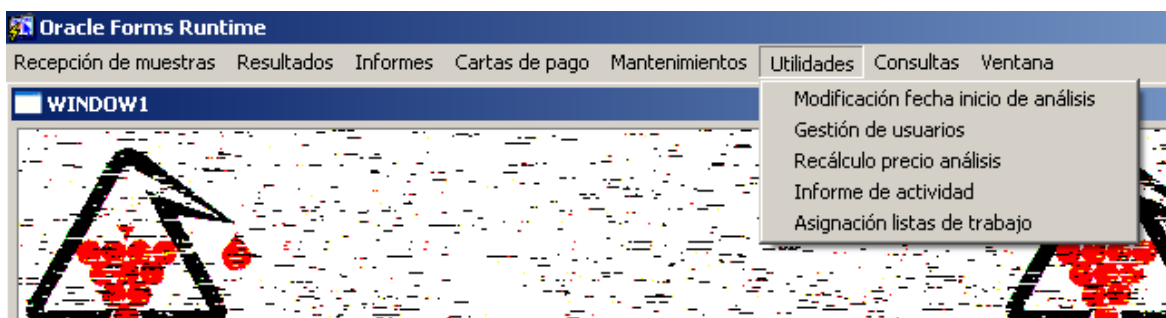 Oracle Forms Runtime
Recepción de muestras Resultados Informes Cartas de pago Mantenimientos Utilidades Consultas Ventana
WINDOW1
Modificación fecha inicio de análisis
Gestión de usuarios
Recálculo precio análisis
Informe de actividad
Asignación listas de trabajo